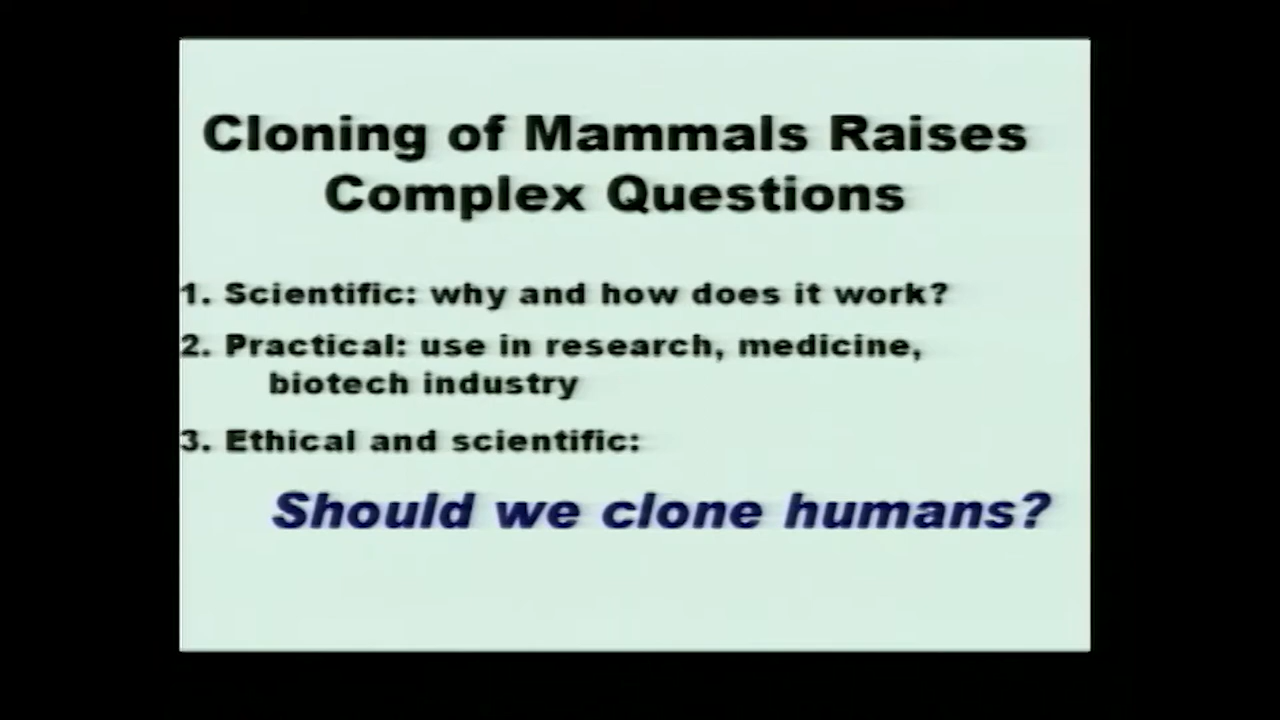 Cloning of Mammals Raises
Complex Questions
1. Scientific: why and how does it work?
2. Practical: use in research, medicine,
biotech industry
3. Ethical and scientific:
Should we clone humans?